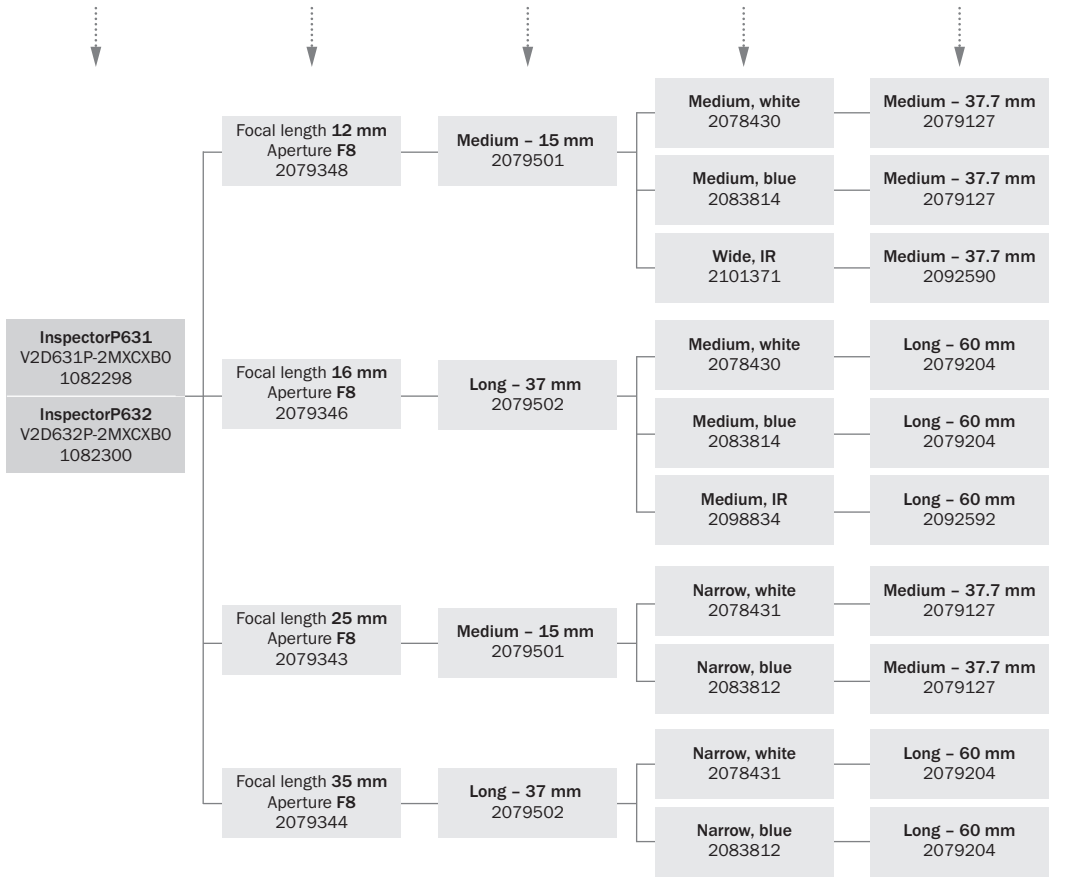 InspectorP631
V2D631P-2MXCXB0
1082298
InspectorP632
V2D632P-2MXCXB0
1082300
Focal length 12 mm
Aperture F8
2079348
Medium – 15 mm
2079501
Medium, white
2078430
Medium – 37.7 mm
2079127
Medium, blue
2083814
Medium – 37.7 mm
2079127
Wide, IR
2101371
Medium – 37.7 mm
2092590
Focal length 16 mm
Aperture F8
2079346
Long – 37 mm
2079502
Medium, white
2078430
Long – 60 mm
2079204
Medium, blue
2083814
Long – 60 mm
2079204
Medium, IR
2098834
Long – 60 mm
2092592
Focal length 25 mm
Aperture F8
2079343
Medium – 15 mm
2079501
Narrow, white
2078431
Medium – 37.7 mm
2079127
Narrow, blue
2083812
Medium – 37.7 mm
2079127
Focal length 35 mm
Aperture F8
2079344
Long – 37 mm
2079502
Narrow, white
2078431
Long – 60 mm
2079204
Narrow, blue
2083812
Long – 60 mm
2079204